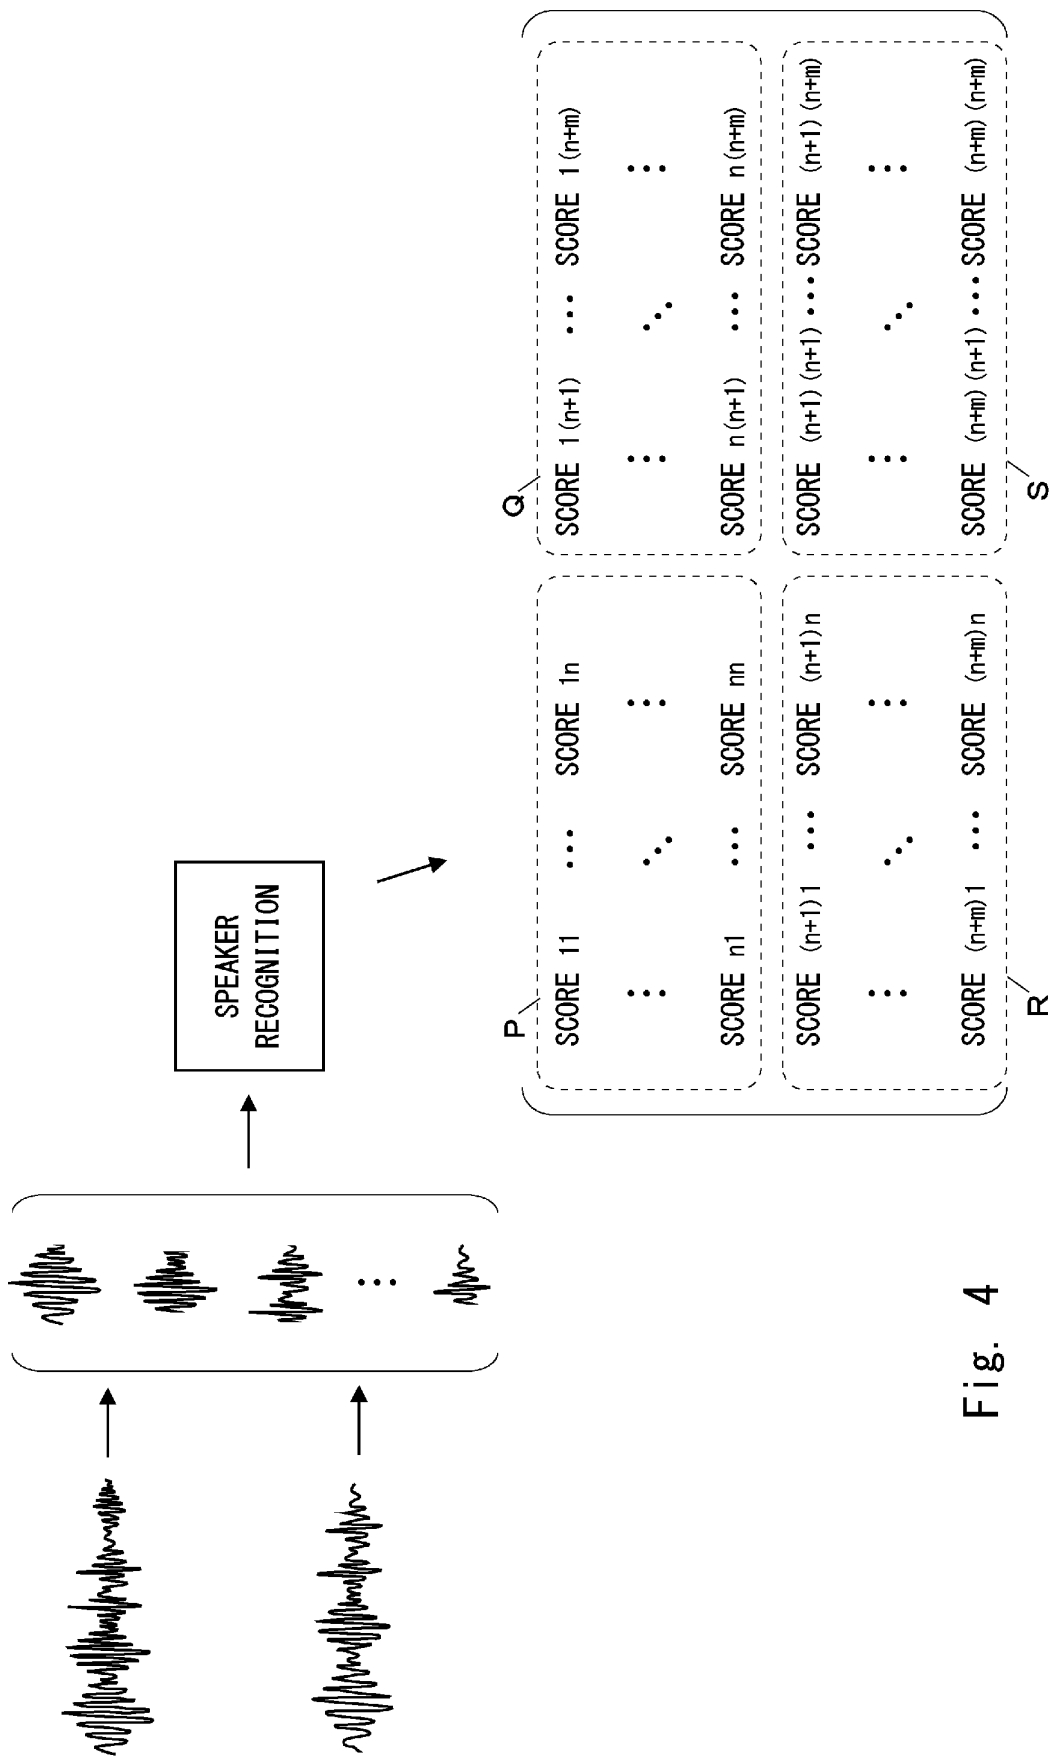 SPEAKER
RECOGNITION
P
Q
SCORE 11 ••• SCORE 1n
SCORE 1(n+1) ••• SCORE 1(n+m)
SCORE n1 ••• SCORE nn
SCORE n(n+1) ••• SCORE n(n+m)
SCORE (n+1)1 ••• SCORE (n+1)n
SCORE (n+1)(n+1) ••• SCORE (n+1)(n+m)
SCORE (n+m)1 ••• SCORE (n+m)n
SCORE (n+m)(n+1) ••• SCORE (n+m)(n+m)
R
S
Fig. 4